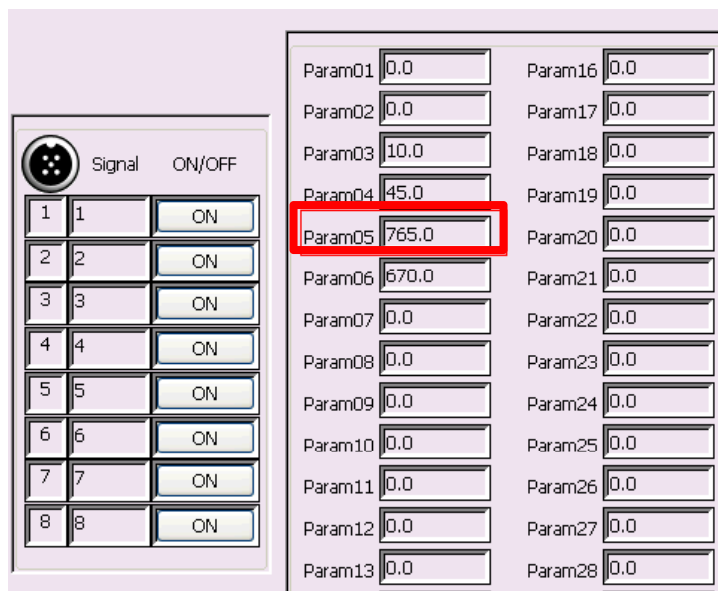 Signal ON/OFF
1 1 ON
2 2 ON
3 3 ON
4 4 ON
5 5 ON
6 6 ON
7 7 ON
8 8 ON
Param01 0.0 Param16 0.0
Param02 0.0 Param17 0.0
Param03 10.0 Param18 0.0
Param04 45.0 Param19 0.0
Param05 765.0 Param20 0.0
Param06 670.0 Param21 0.0
Param07 0.0 Param22 0.0
Param08 0.0 Param23 0.0
Param09 0.0 Param24 0.0
Param10 0.0 Param25 0.0
Param11 0.0 Param26 0.0
Param12 0.0 Param27 0.0
Param13 0.0 Param28 0.0